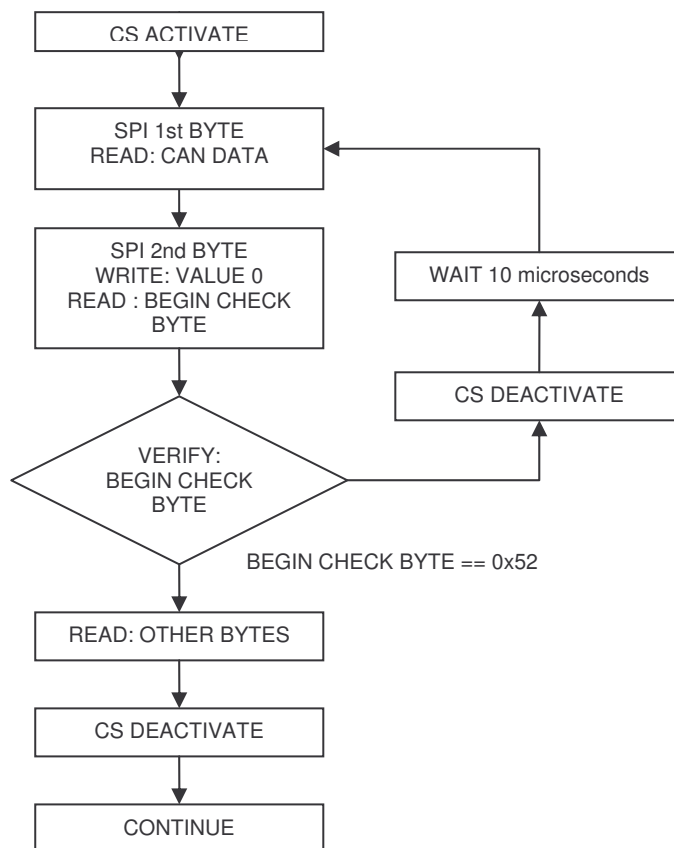 CS ACTIVATE
SPI 1st BYTE
READ: CAN DATA
SPI 2nd BYTE
WRITE: VALUE 0
READ : BEGIN CHECK
BYTE
WAIT 10 microseconds
CS DEACTIVATE
VERIFY:
BEGIN CHECK
BYTE
BEGIN CHECK BYTE == 0x52
READ: OTHER BYTES
CS DEACTIVATE
CONTINUE